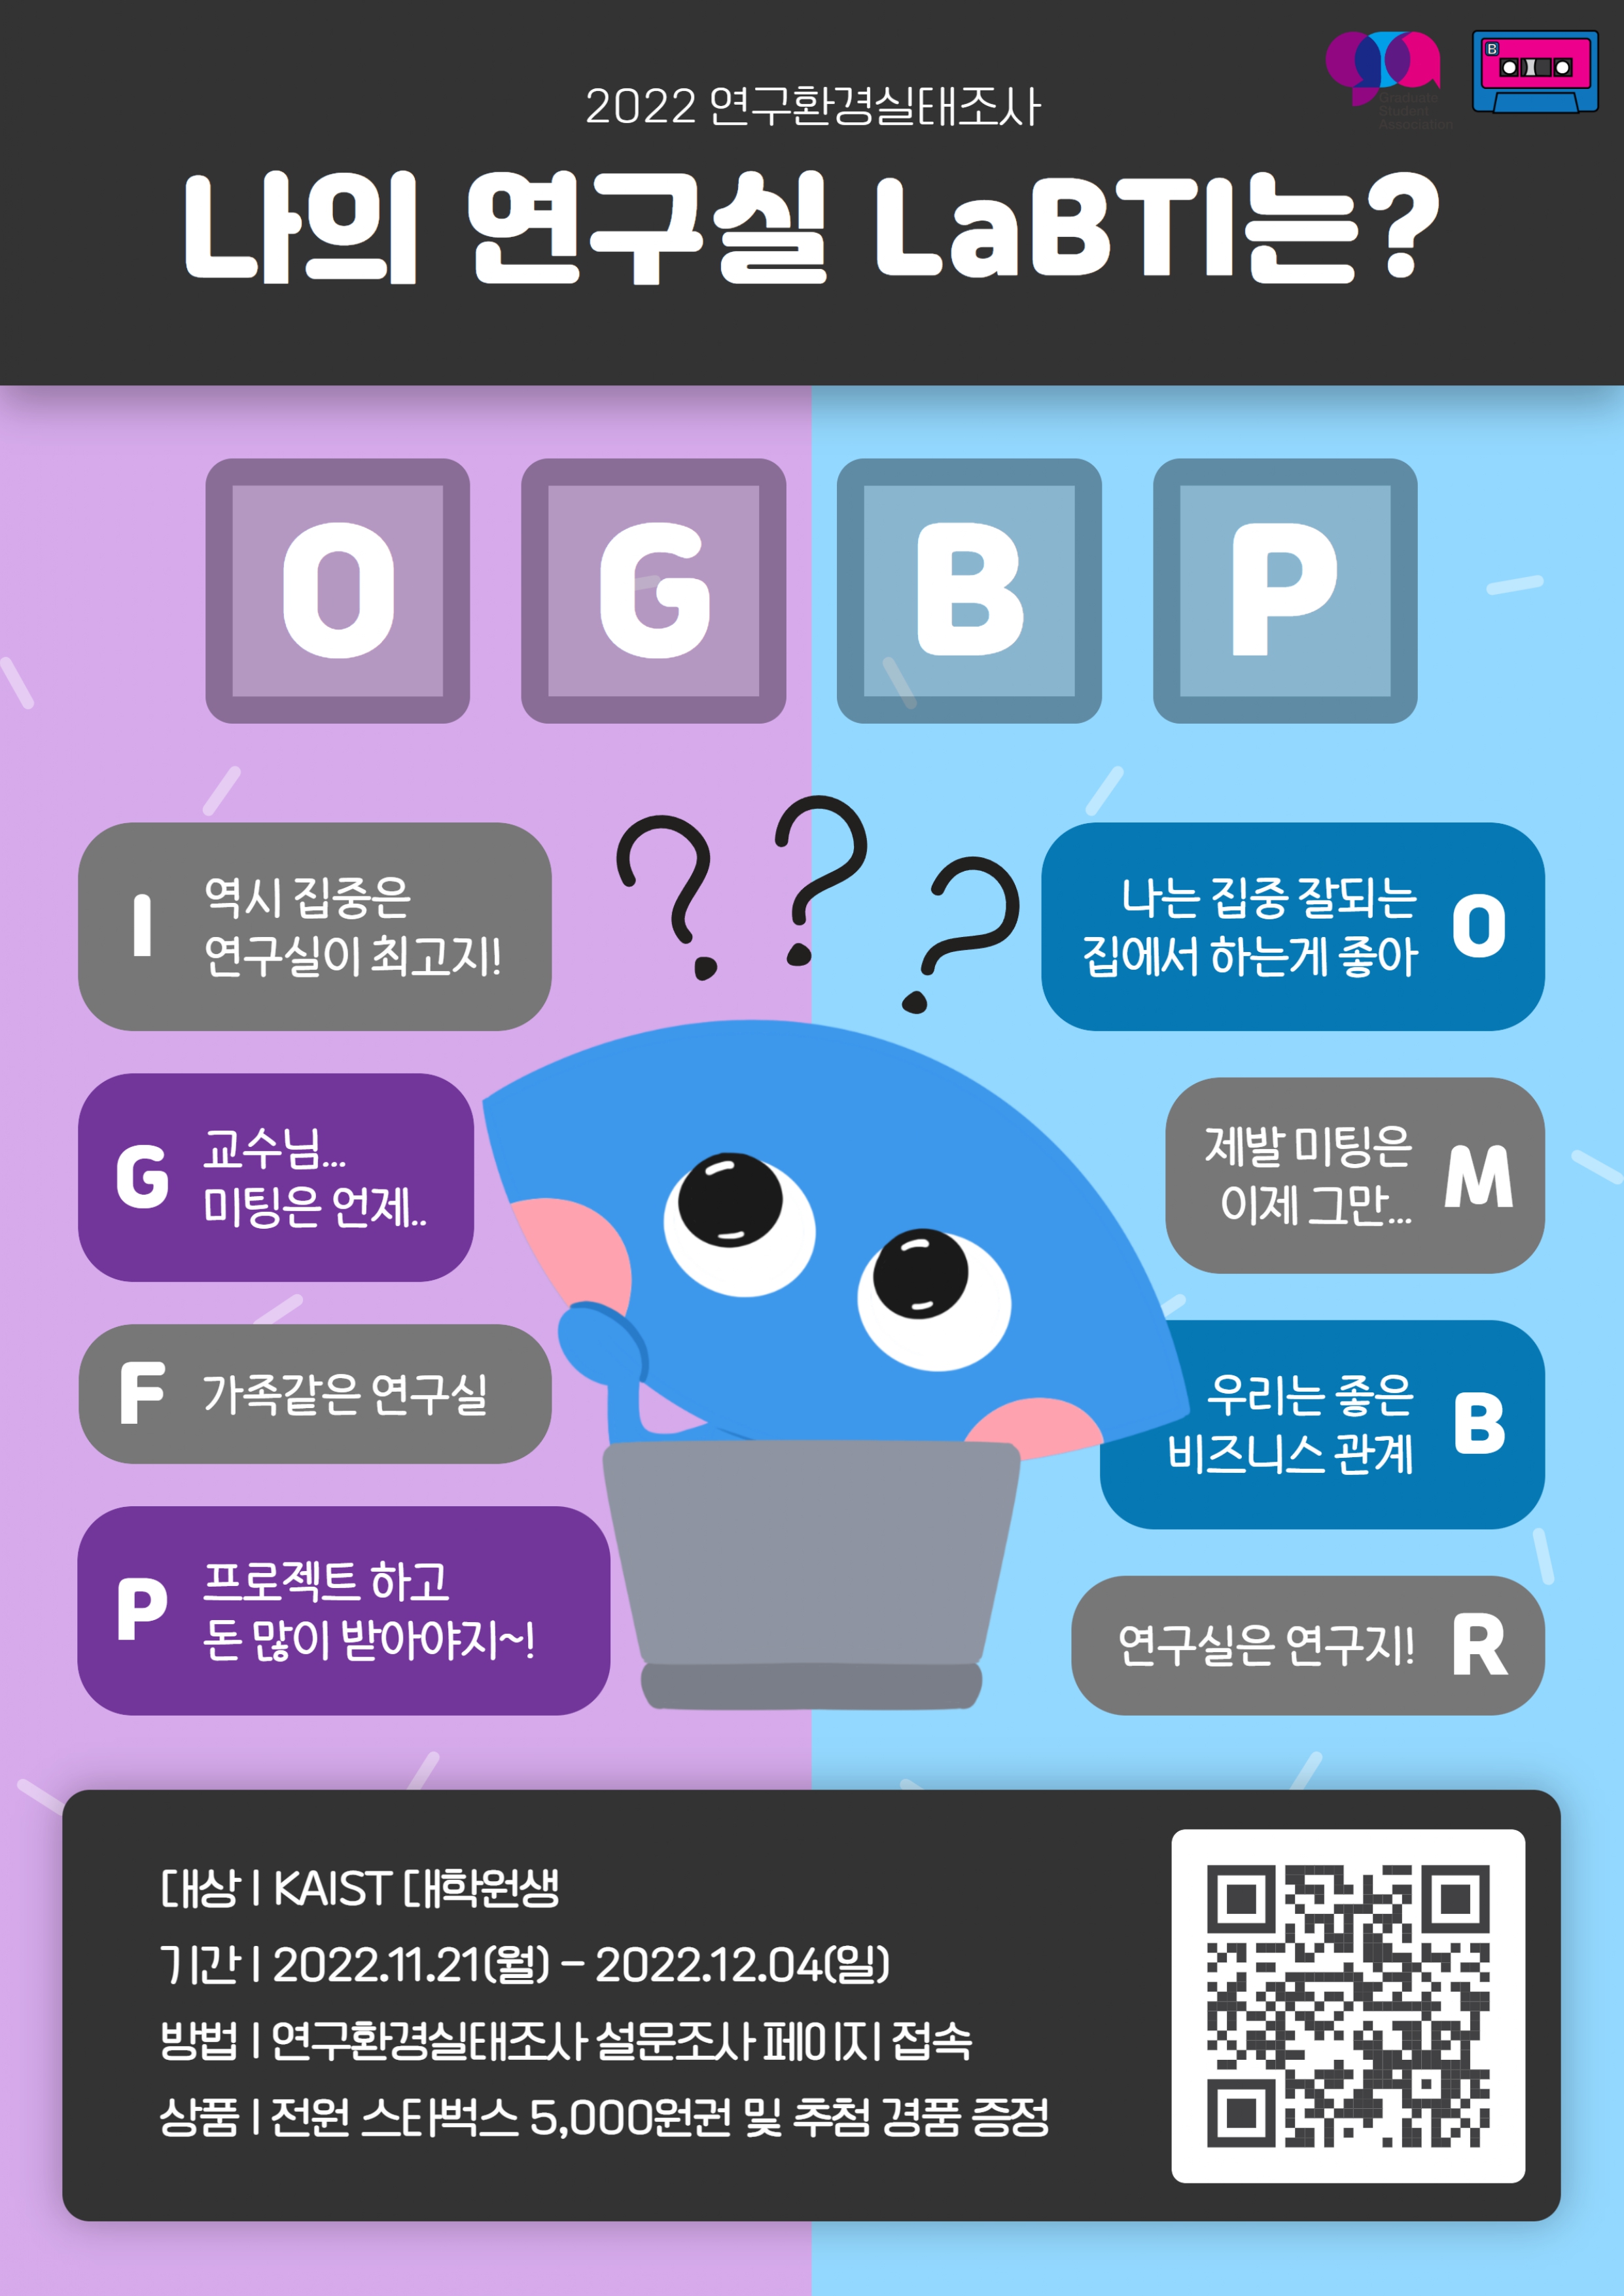 2022 연구환경실태조사
Graduate
Student
Association
B
나의 연구실 LaBTI는?
O G B P
I
역시 집중은
연구실이 최고지!
나는 집중 잘되는
집에서 하는게 좋아
O
G
교수님...
미팅은 언제..
제발 미팅은
이제 그만...
M
F
가족같은 연구실
우리는 좋은
비즈니스 관계
B
P
프로젝트 하고
돈 많이 받아야지~!
연구실은 연구지!
R
대상 | KAIST 대학원생
기간 | 2022.11.21(월) – 2022.12.04(일)
방법 | 연구환경실태조사 설문조사 페이지 접속
상품 | 전원 스타벅스 5,000원권 및 추첨 경품 증정